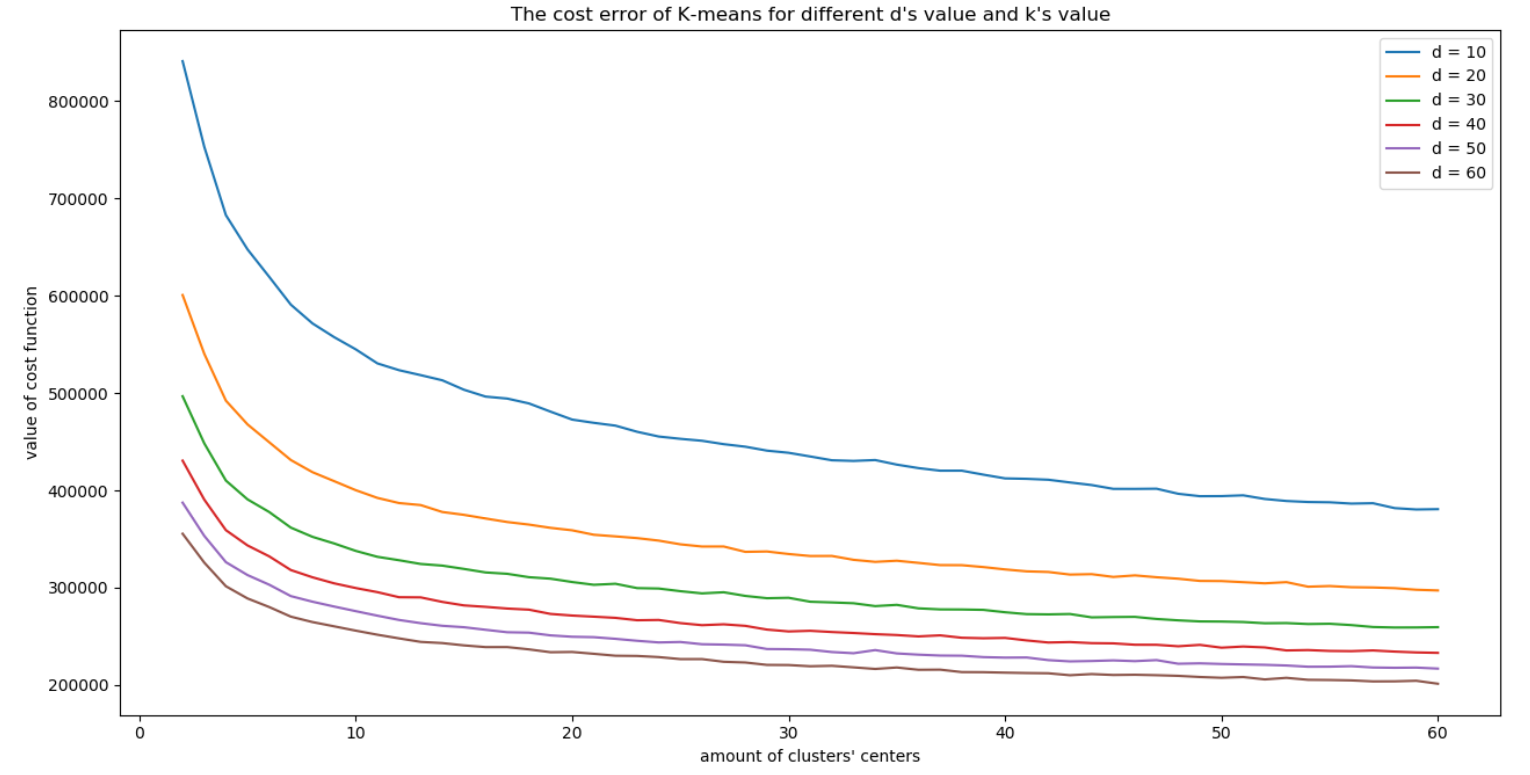 The cost error of K-means for different d's value and k's value
d = 10
d = 20
d = 30
d = 40
d = 50
d = 60
value of cost function
800000
700000
600000
500000
400000
300000
200000
0 10 20 30 40 50 60
amount of clusters' centers